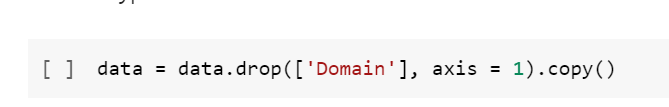 [ ] data = data.drop(['Domain'], axis = 1).copy()